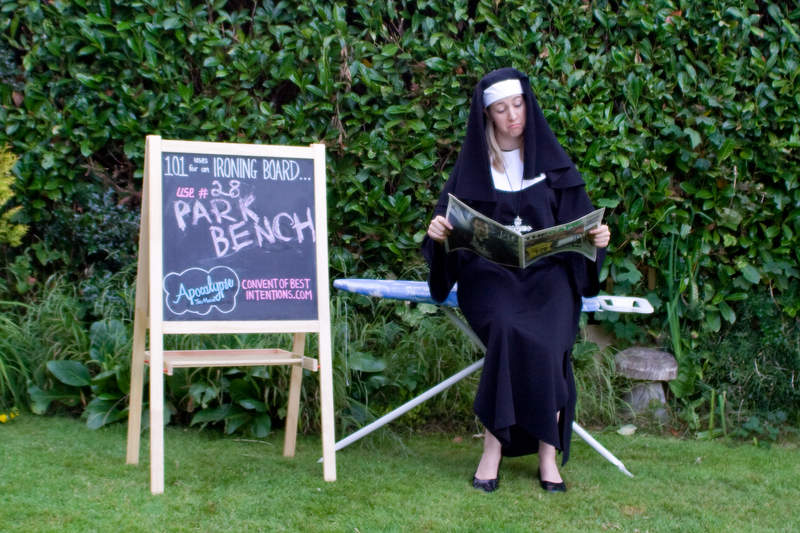 101 uses for an IRONING BOARD...
use # 28
PARK
BENCH
Apocalypse
The Musical
CONVENT OF BEST
INTENTIONS.COM